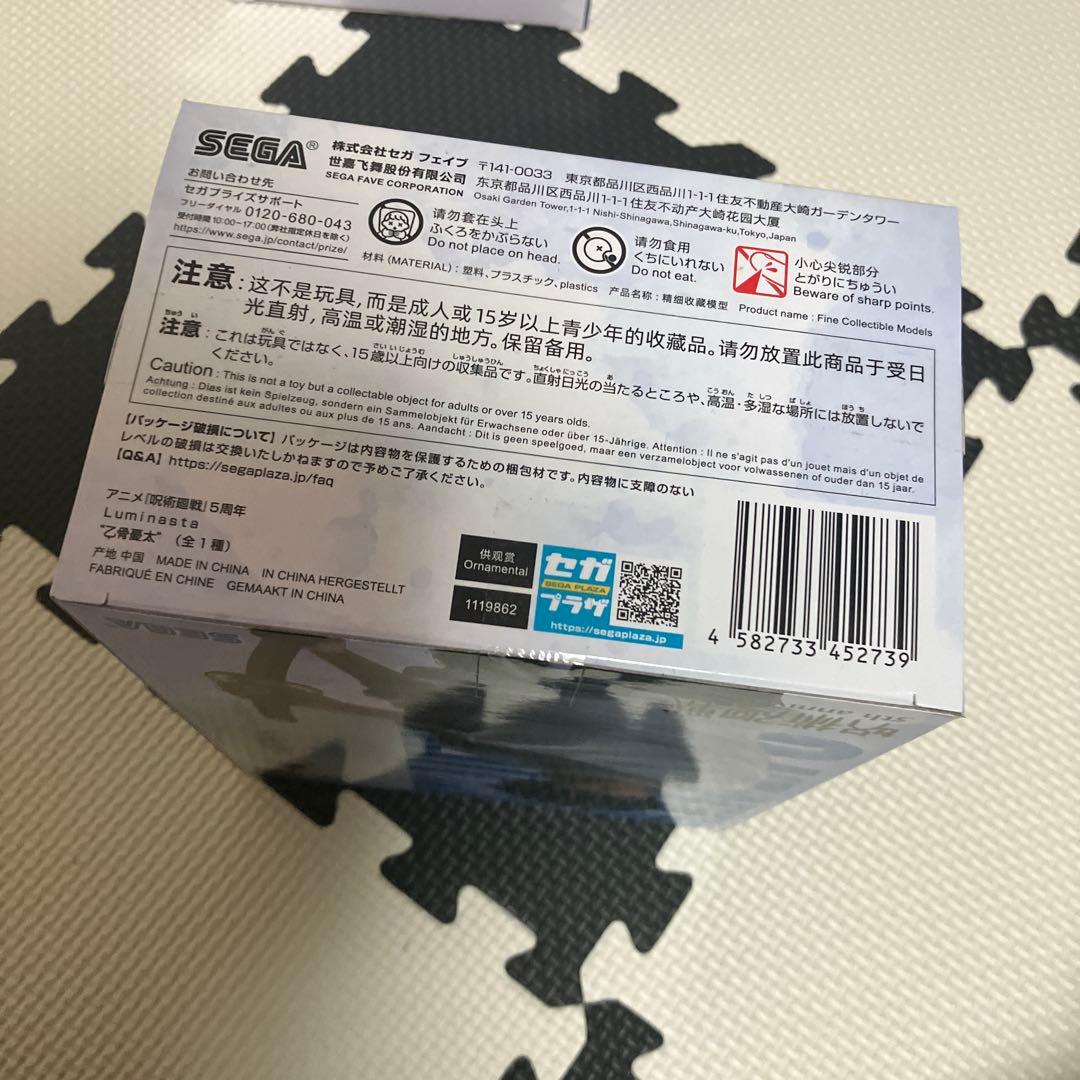 SEGA®
株式会社セガ フェイブ
世嘉飞舞股份有限公司
SEGA FAVE CORPORATION
〒141-0033 東京都品川区西品川1-1-1住友不動産大崎ガーデンタワー
东京都品川区西品川1-1-1住友不动产大崎花园大厦
Osaki Garden Tower,1-1-1 Nishi-Shinagawa,Shinagawa-ku,Tokyo,Japan
お問い合わせ先
セガプライズサポート
フリーダイヤル 0120-680-043
受付時間 10:00~17:00(弊社指定休日を除く)
https://www.sega.jp/contact/prize/
请勿套在头上
ふくろをかぶらない
Do not place on head.
请勿食用
くちにいれない
Do not eat.
小心尖锐部分
とがりにちゅうい
Beware of sharp points.
材料 (MATERIAL) : 塑料、プラスチック、plastics 产品名称 : 精细收藏模型 Product name : Fine Collectible Models
注意 : 这不是玩具,而是成人或15岁以上青少年的收藏品。请勿放置此商品于受日
光直射,高温或潮湿的地方。保留备用。
注意 : これは玩具ではなく、15歳以上向けの収集品です。直射日光の当たるところや、高温・多湿な場所には放置しないで
ください。
Caution : This is not a toy but a collectable object for adults or over 15 years olds.
Achtung : Dies ist kein Spielzeug, sondern ein Sammelobjekt für Erwachsene oder über 15-Jährige. Attention : Il ne s'agit pas d'un jouet mais d'un objet de
collection destiné aux adultes ou aux plus de 15 ans. Aandacht : Dit is geen speelgoed, maar een verzamelobject voor volwassenen of ouder dan 15 jaar.
【パッケージ破損について】パッケージは内容物を保護するための梱包材です。内容物に支障のない
レベルの破損は交換いたしかねますので予めご了承ください。
【Q&A】https://segaplaza.jp/faq
アニメ『呪術廻戦』5周年
Luminasta
"乙骨憂太" (全1種)
产地 中国 MADE IN CHINA IN CHINA HERGESTELLT
FABRIQUÉ EN CHINE GEMAAKT IN CHINA
供观赏
Ornamental
1119862
セガ
SEGA PLAZA
プラザ
https://segaplaza.jp
4 582733 452739
SEGA
5th anni